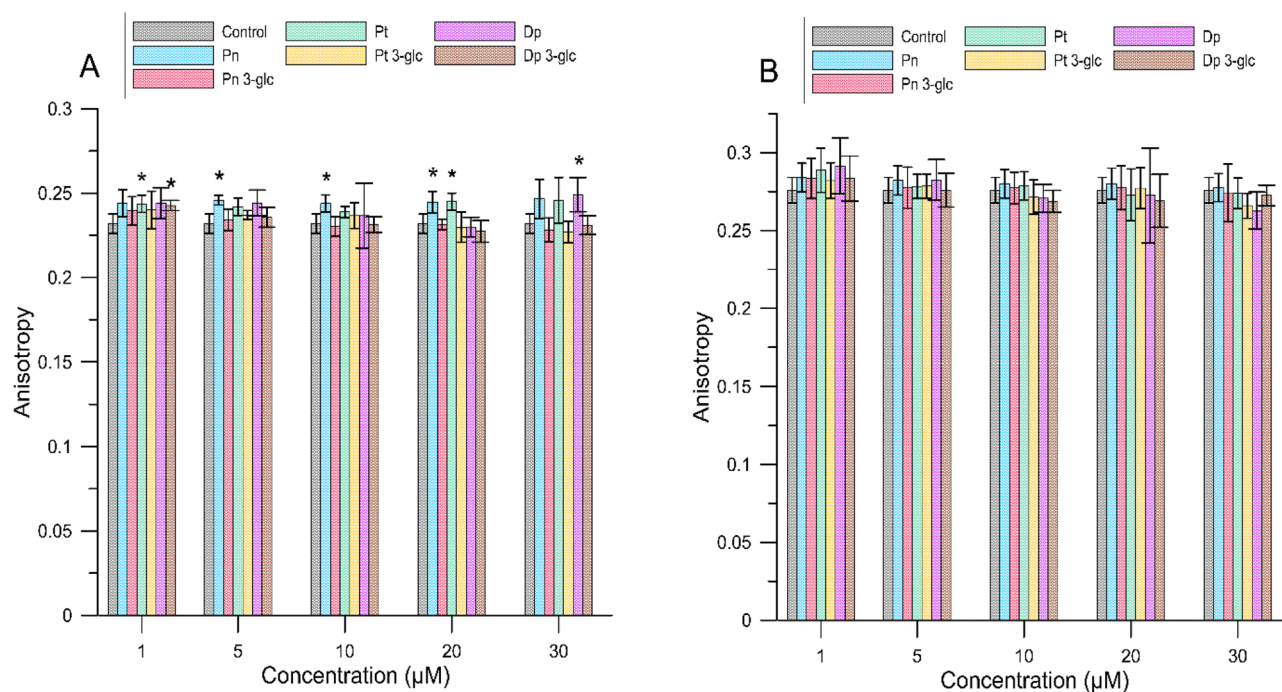 Control Pt Dp
Pn Pt 3-glc Dp 3-glc
Pn 3-glc
A
0.3
0.25
0.2
0.15
0.1
0.05
0
Anisotropy
* * * * * * *
1 5 10 20 30
Concentration (µM)
Control Pt Dp
Pn Pt 3-glc Dp 3-glc
Pn 3-glc
B
0.3
0.25
0.2
0.15
0.1
0.05
0
Anisotropy
1 5 10 20 30
Concentration (µM)